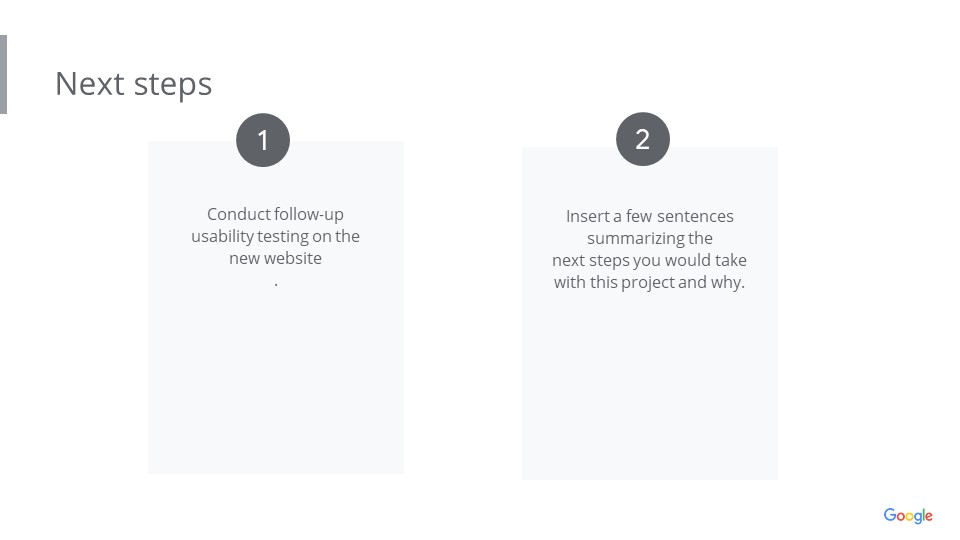 Next steps
1
Conduct follow-up
usability testing on the
new website
.
2
Insert a few sentences
summarizing the
next steps you would take
with this project and why.
Google